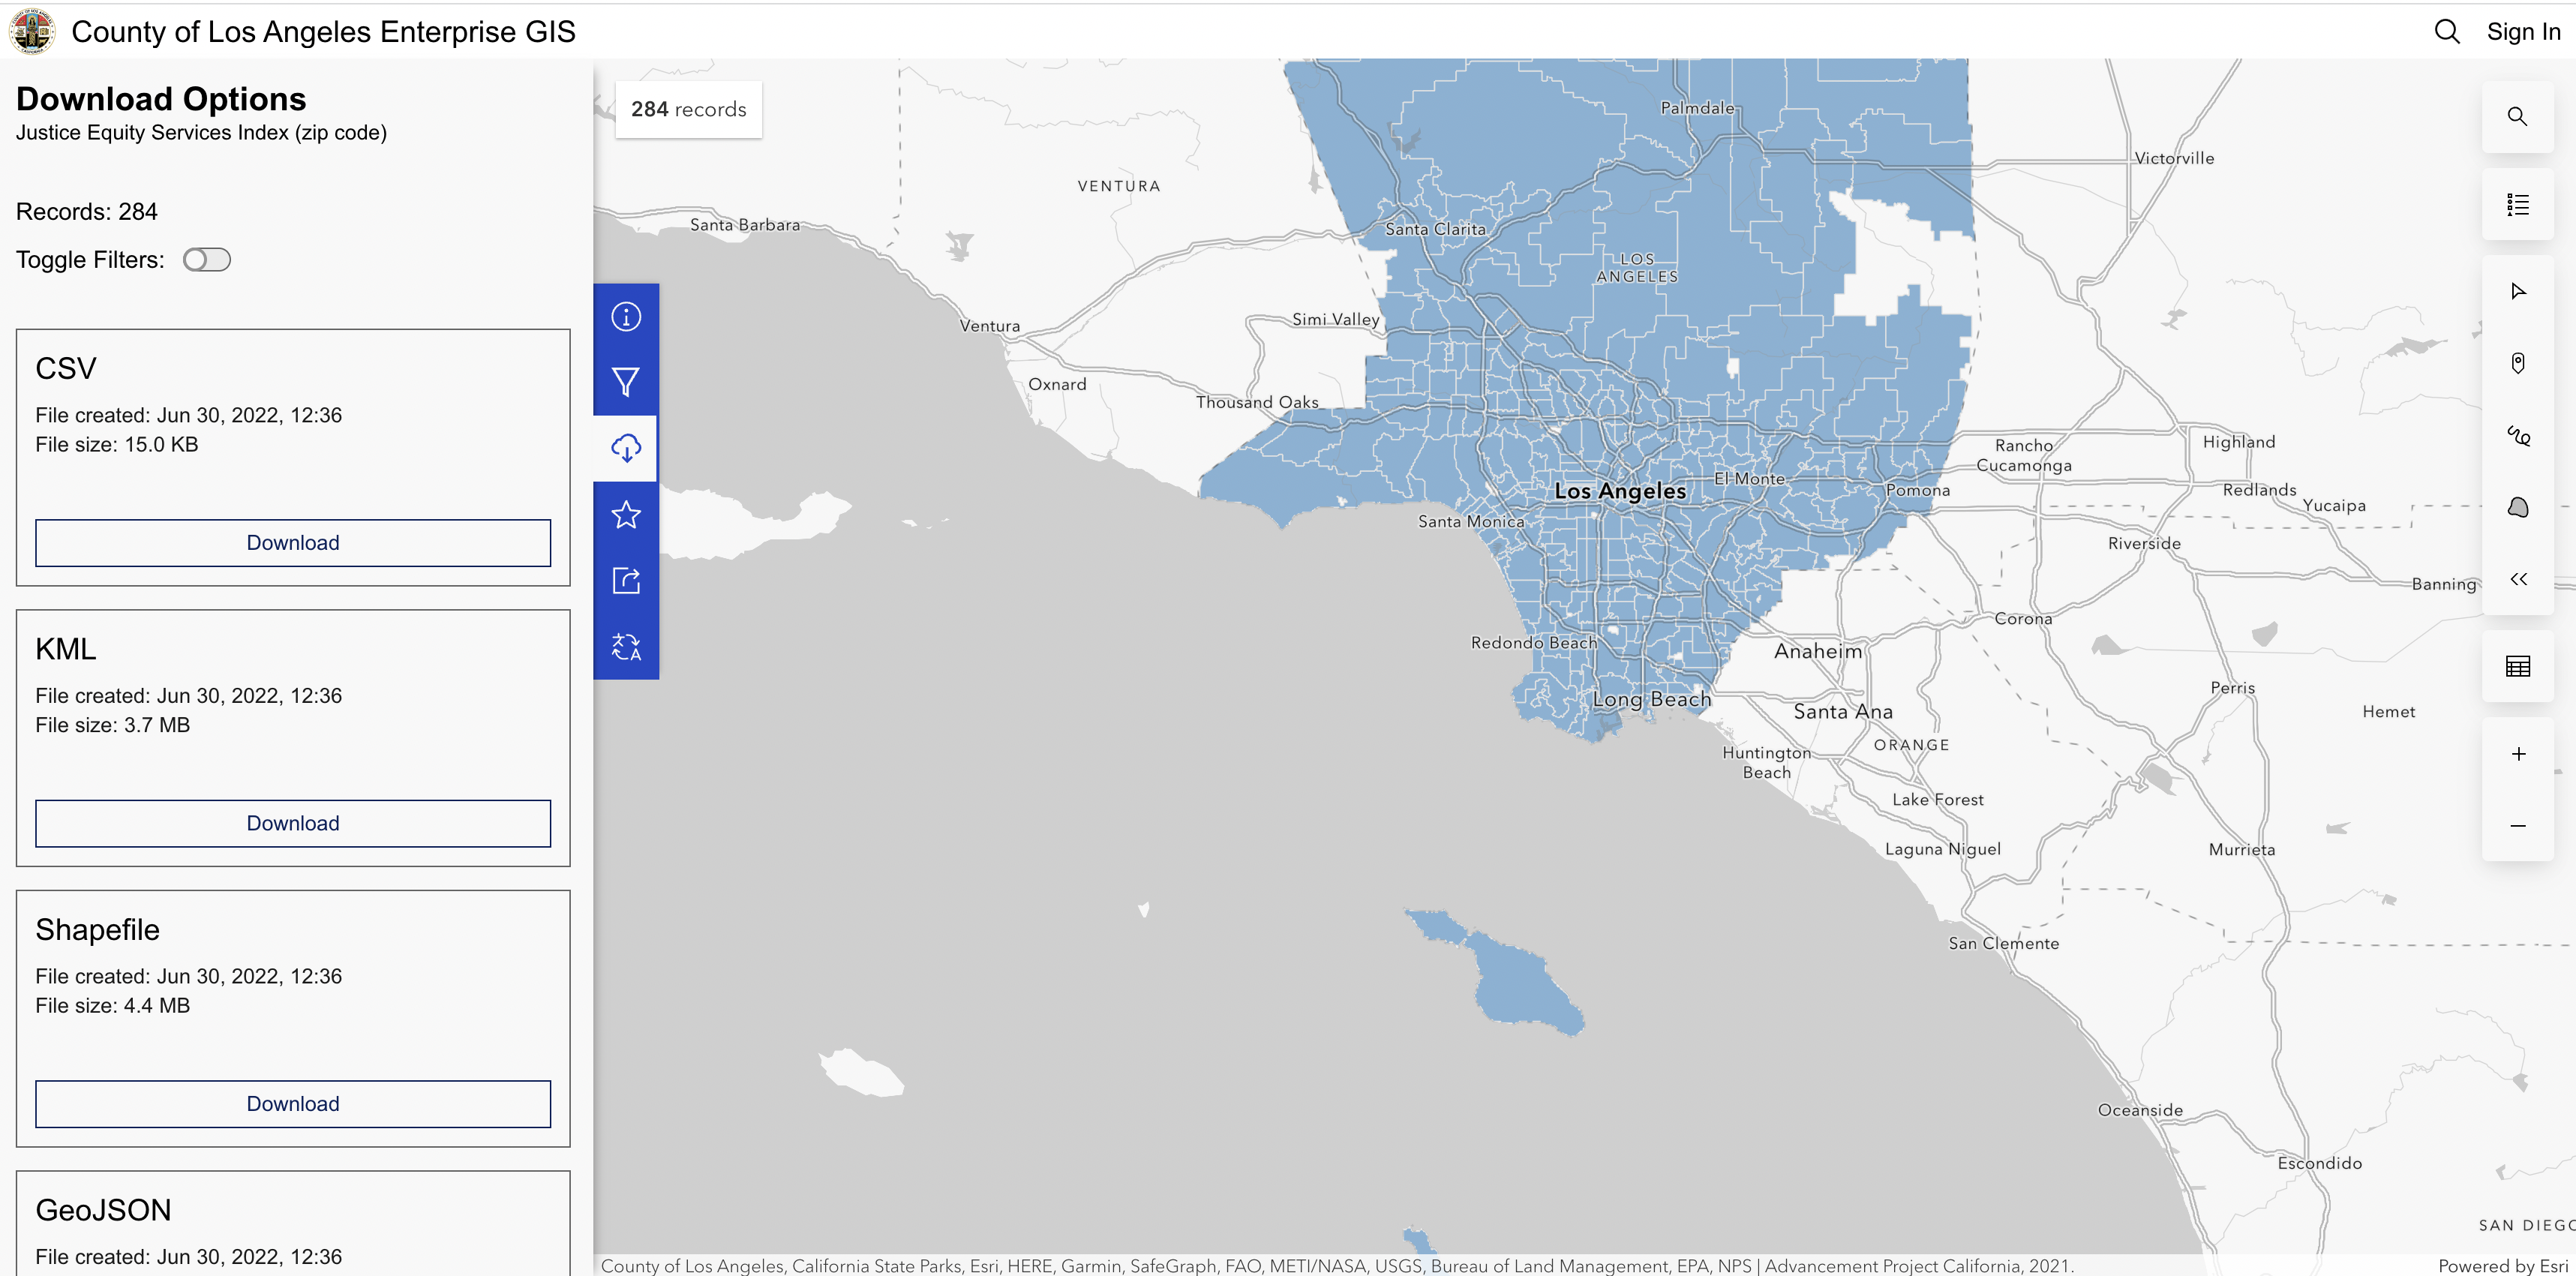 County of Los Angeles Enterprise GIS
Sign In
Download Options
Justice Equity Services Index (zip code)
Records: 284
Toggle Filters:
CSV
File created: Jun 30, 2022, 12:36
File size: 15.0 KB
Download
KML
File created: Jun 30, 2022, 12:36
File size: 3.7 MB
Download
Shapefile
File created: Jun 30, 2022, 12:36
File size: 4.4 MB
Download
GeoJSON
File created: Jun 30, 2022, 12:36
284 records
Palmdale
Victorville
VENTURA
Santa Barbara
Santa Clarita
LOS
ANGELES
Simi Valley
Ventura
Oxnard
Thousand Oaks
Rancho
Cucamonga
Highland
El Monte
Los Angeles
Pomona
Redlands
Yucaipa
Santa Monica
Riverside
Banning
Corona
Redondo Beach
Anaheim
Perris
Long Beach
Santa Ana
Hemet
ORANGE
Huntington
Beach
Lake Forest
Laguna Niguel
Murrieta
San Clemente
Oceanside
Escondido
SAN DIEGO
County of Los Angeles, California State Parks, Esri, HERE, Garmin, SafeGraph, FAO, METI/NASA, USGS, Bureau of Land Management, EPA, NPS | Advancement Project California, 2021.
Powered by Esri